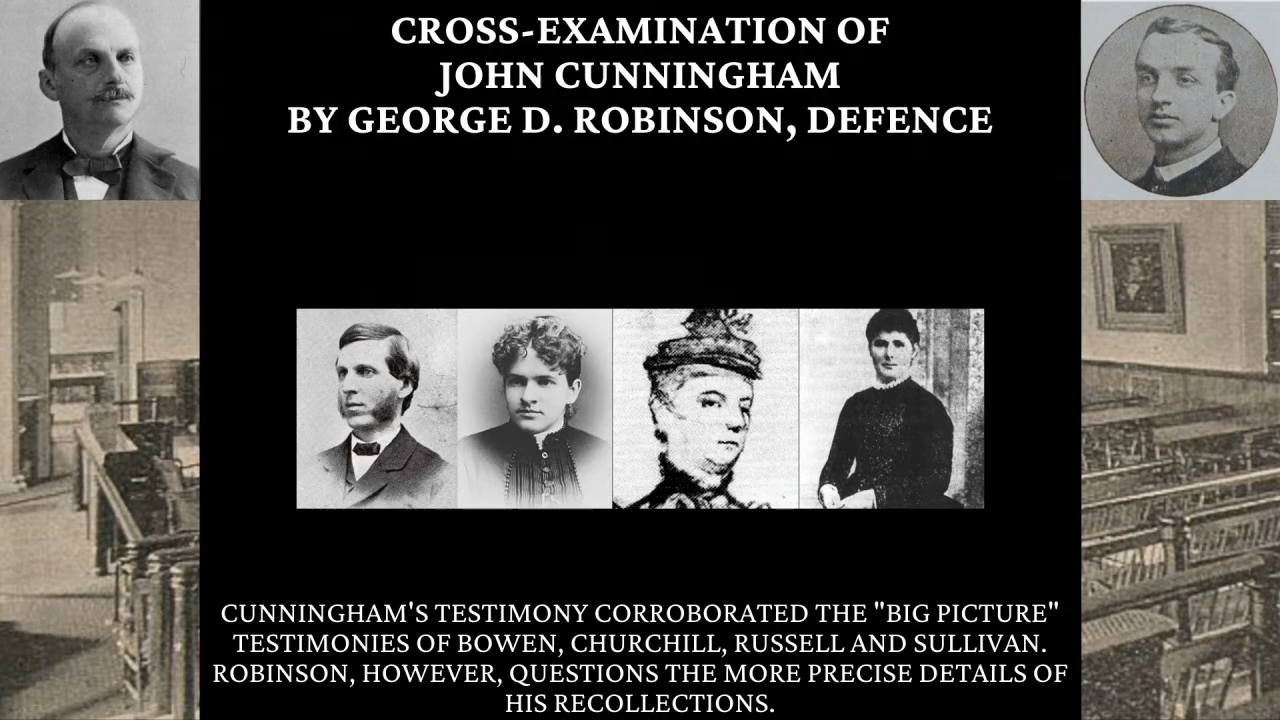 CROSS-EXAMINATION OF
JOHN CUNNINGHAM
BY GEORGE D. ROBINSON, DEFENCE
CUNNINGHAM'S TESTIMONY CORROBORATED THE "BIG PICTURE"
TESTIMONIES OF BOWEN, CHURCHILL, RUSSELL AND SULLIVAN.
ROBINSON, HOWEVER, QUESTIONS THE MORE PRECISE DETAILS OF
HIS RECOLLECTIONS.